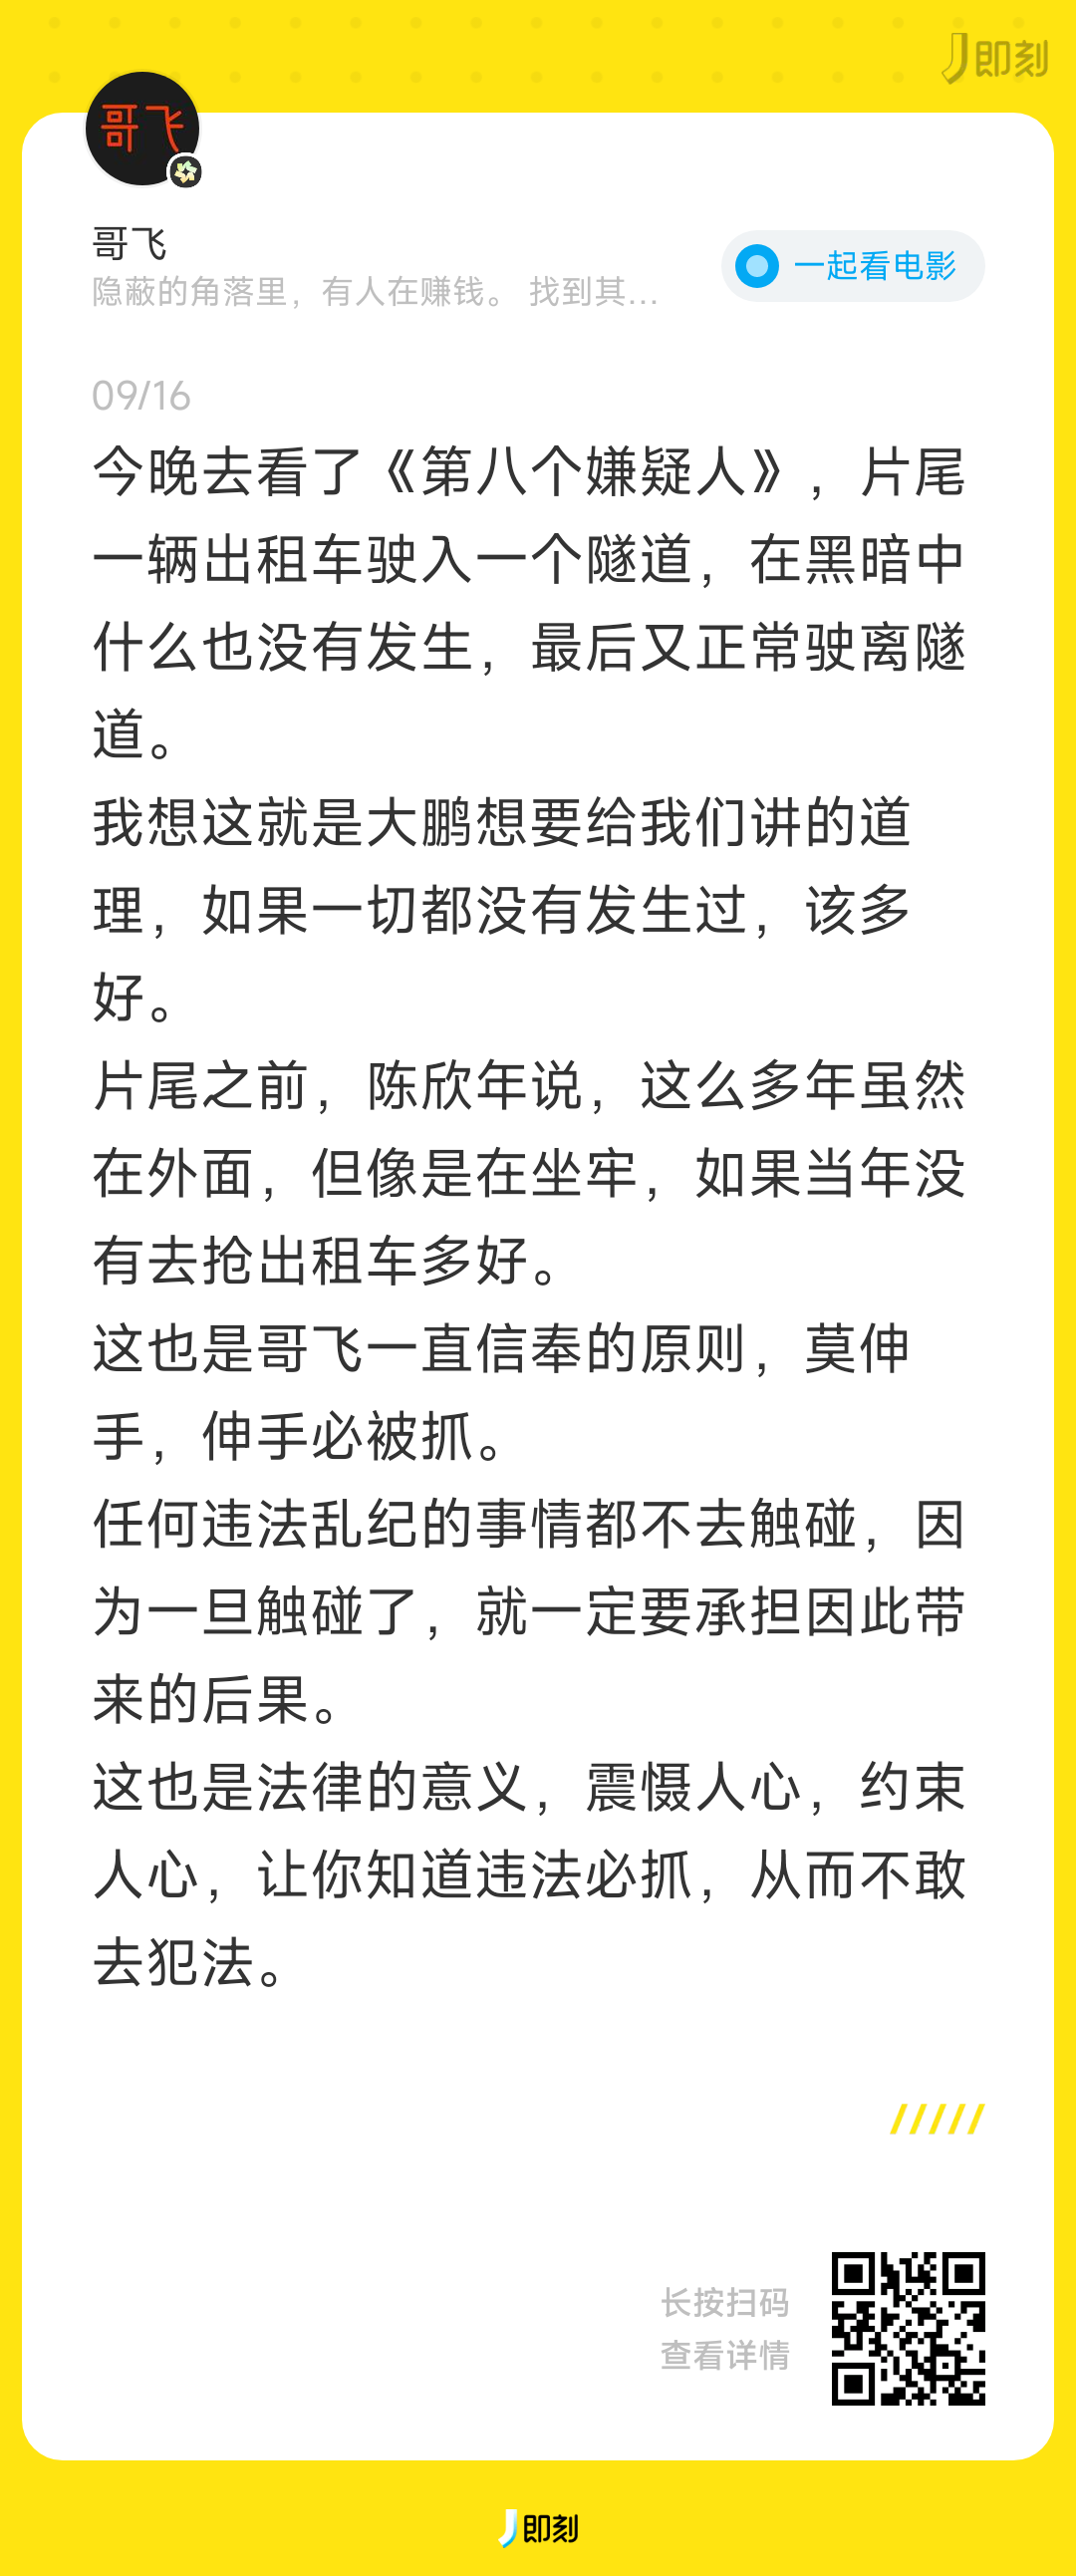 即刻
哥飞
哥飞
隐蔽的角落里，有人在赚钱。 找到其...
一起看电影
09/16
今晚去看了《第八个嫌疑人》，片尾
一辆出租车驶入一个隧道，在黑暗中
什么也没有发生，最后又正常驶离隧
道。
我想这就是大鹏想要给我们讲的道
理，如果一切都没有发生过，该多
好。
片尾之前，陈欣年说，这么多年虽然
在外面，但像是在坐牢，如果当年没
有去抢出租车多好。
这也是哥飞一直信奉的原则，莫伸
手，伸手必被抓。
任何违法乱纪的事情都不去触碰，因
为一旦触碰了，就一定要承担因此带
来的后果。
这也是法律的意义，震慑人心，约束
人心，让你知道违法必抓，从而不敢
去犯法。
长按扫码
查看详情
即刻